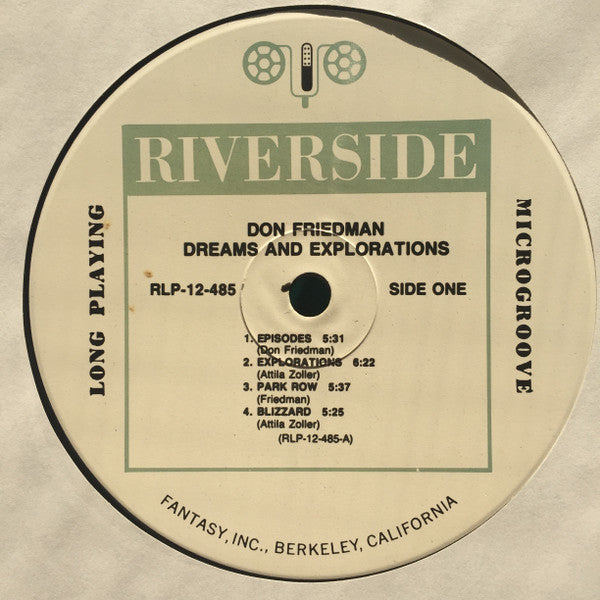 RIVERSIDE
LONG PLAYING
MICROGROOVE
DON FRIEDMAN
DREAMS AND EXPLORATIONS
RLP-12-485 SIDE ONE
1. EPISODES 5:31
(Don Friedman)
2. EXPLORATIONS 6:22
(Attila Zoller)
3. PARK ROW 5:37
(Friedman)
4. BLIZZARD 5:25
(Attila Zoller)
(RLP-12-485-A)
FANTASY, INC., BERKELEY, CALIFORNIA